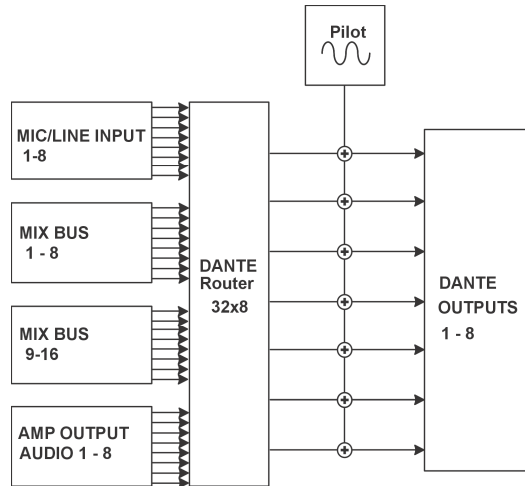 Pilot
MIC/LINE INPUT
1-8
MIX BUS
1 - 8
MIX BUS
9-16
AMP OUTPUT
AUDIO 1 - 8
DANTE
Router
32x8
DANTE
OUTPUTS
1 - 8